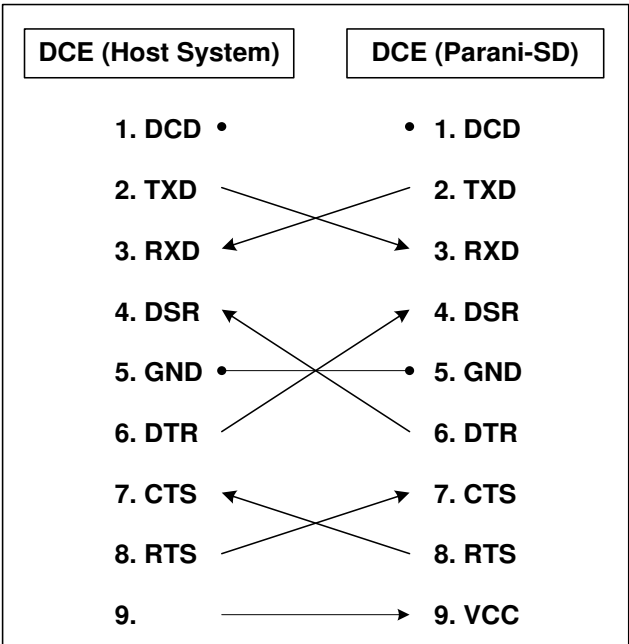 DCE (Host System) DCE (Parani-SD)
1. DCD 1. DCD
2. TXD 2. TXD
3. RXD 3. RXD
4. DSR 4. DSR
5. GND 5. GND
6. DTR 6. DTR
7. CTS 7. CTS
8. RTS 8. RTS
9. 9. VCC